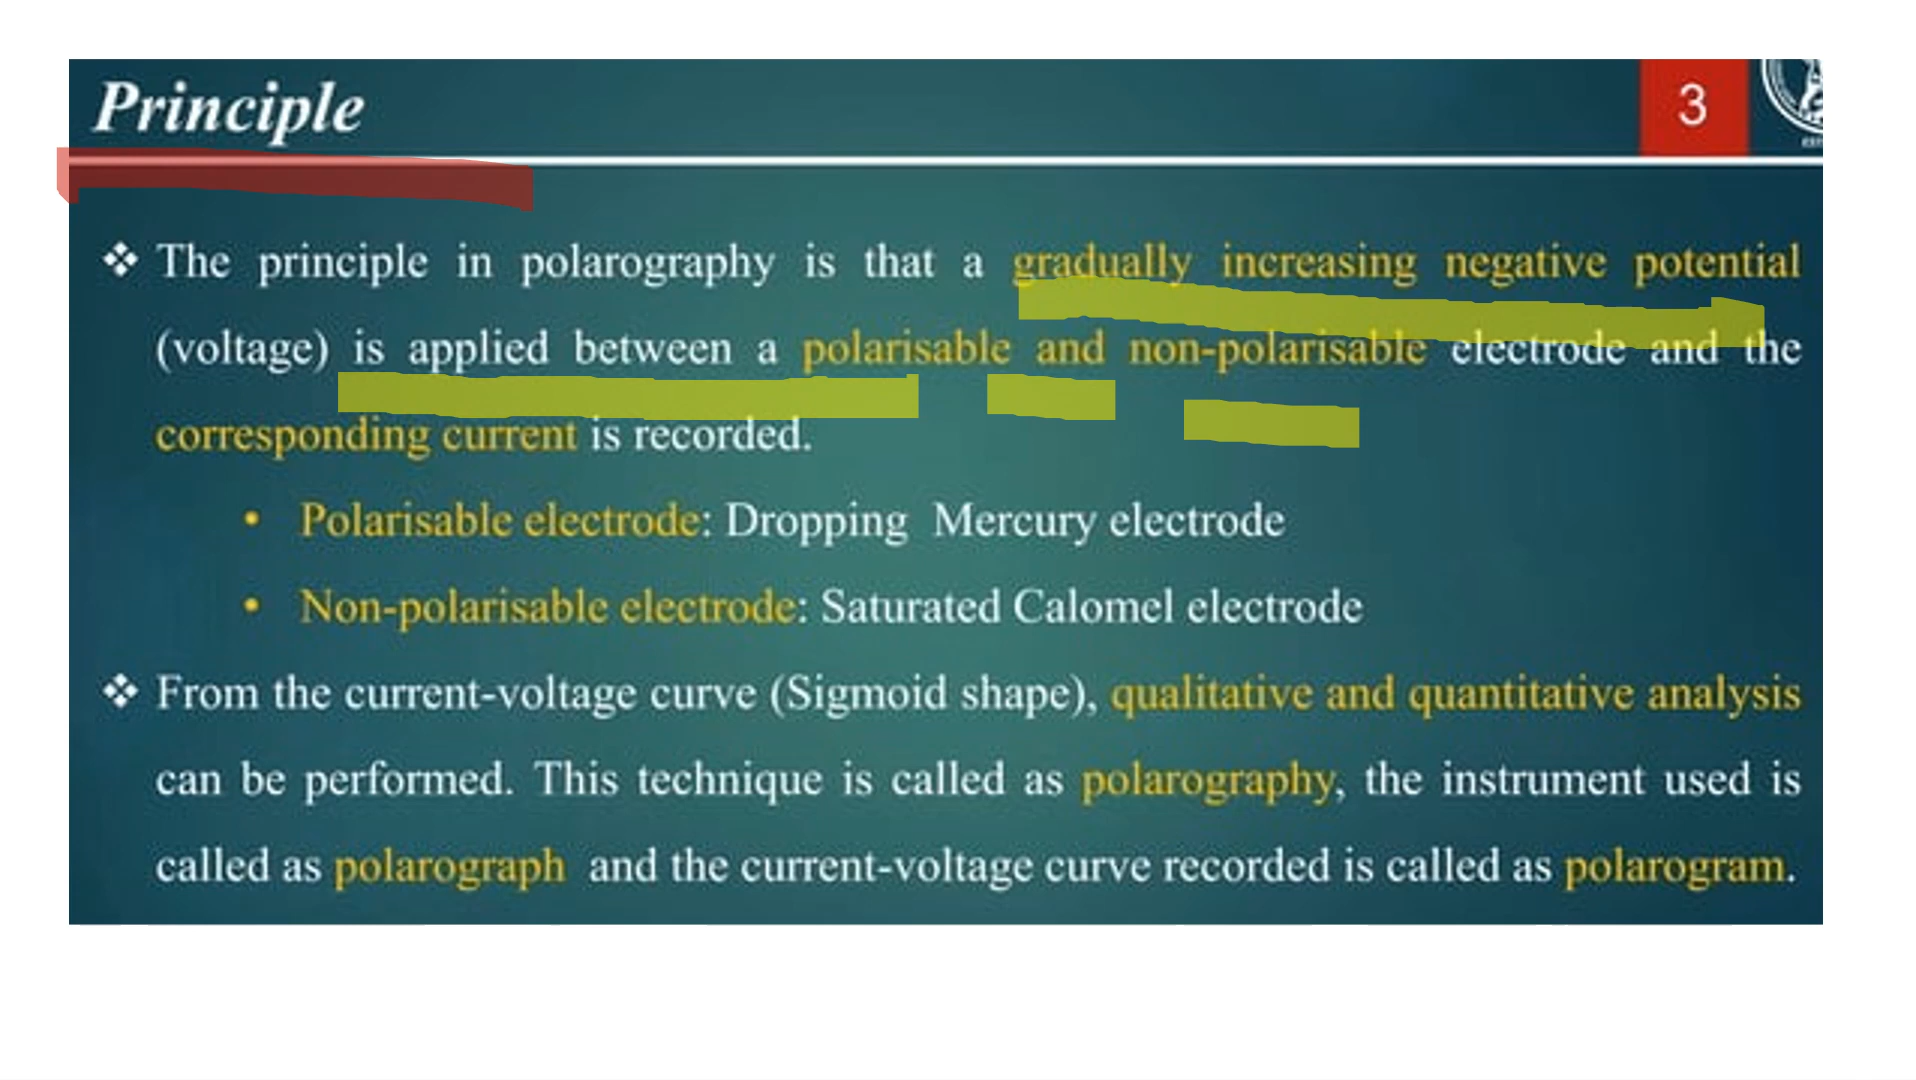 Principle
3
❖ The principle in polarography is that a gradually increasing negative potential
(voltage) is applied between a polarisable and non-polarisable electrode and the
corresponding current is recorded.
• Polarisable electrode: Dropping Mercury electrode
• Non-polarisable electrode: Saturated Calomel electrode
❖ From the current-voltage curve (Sigmoid shape), qualitative and quantitative analysis
can be performed. This technique is called as polarography, the instrument used is
called as polarograph and the current-voltage curve recorded is called as polarogram.